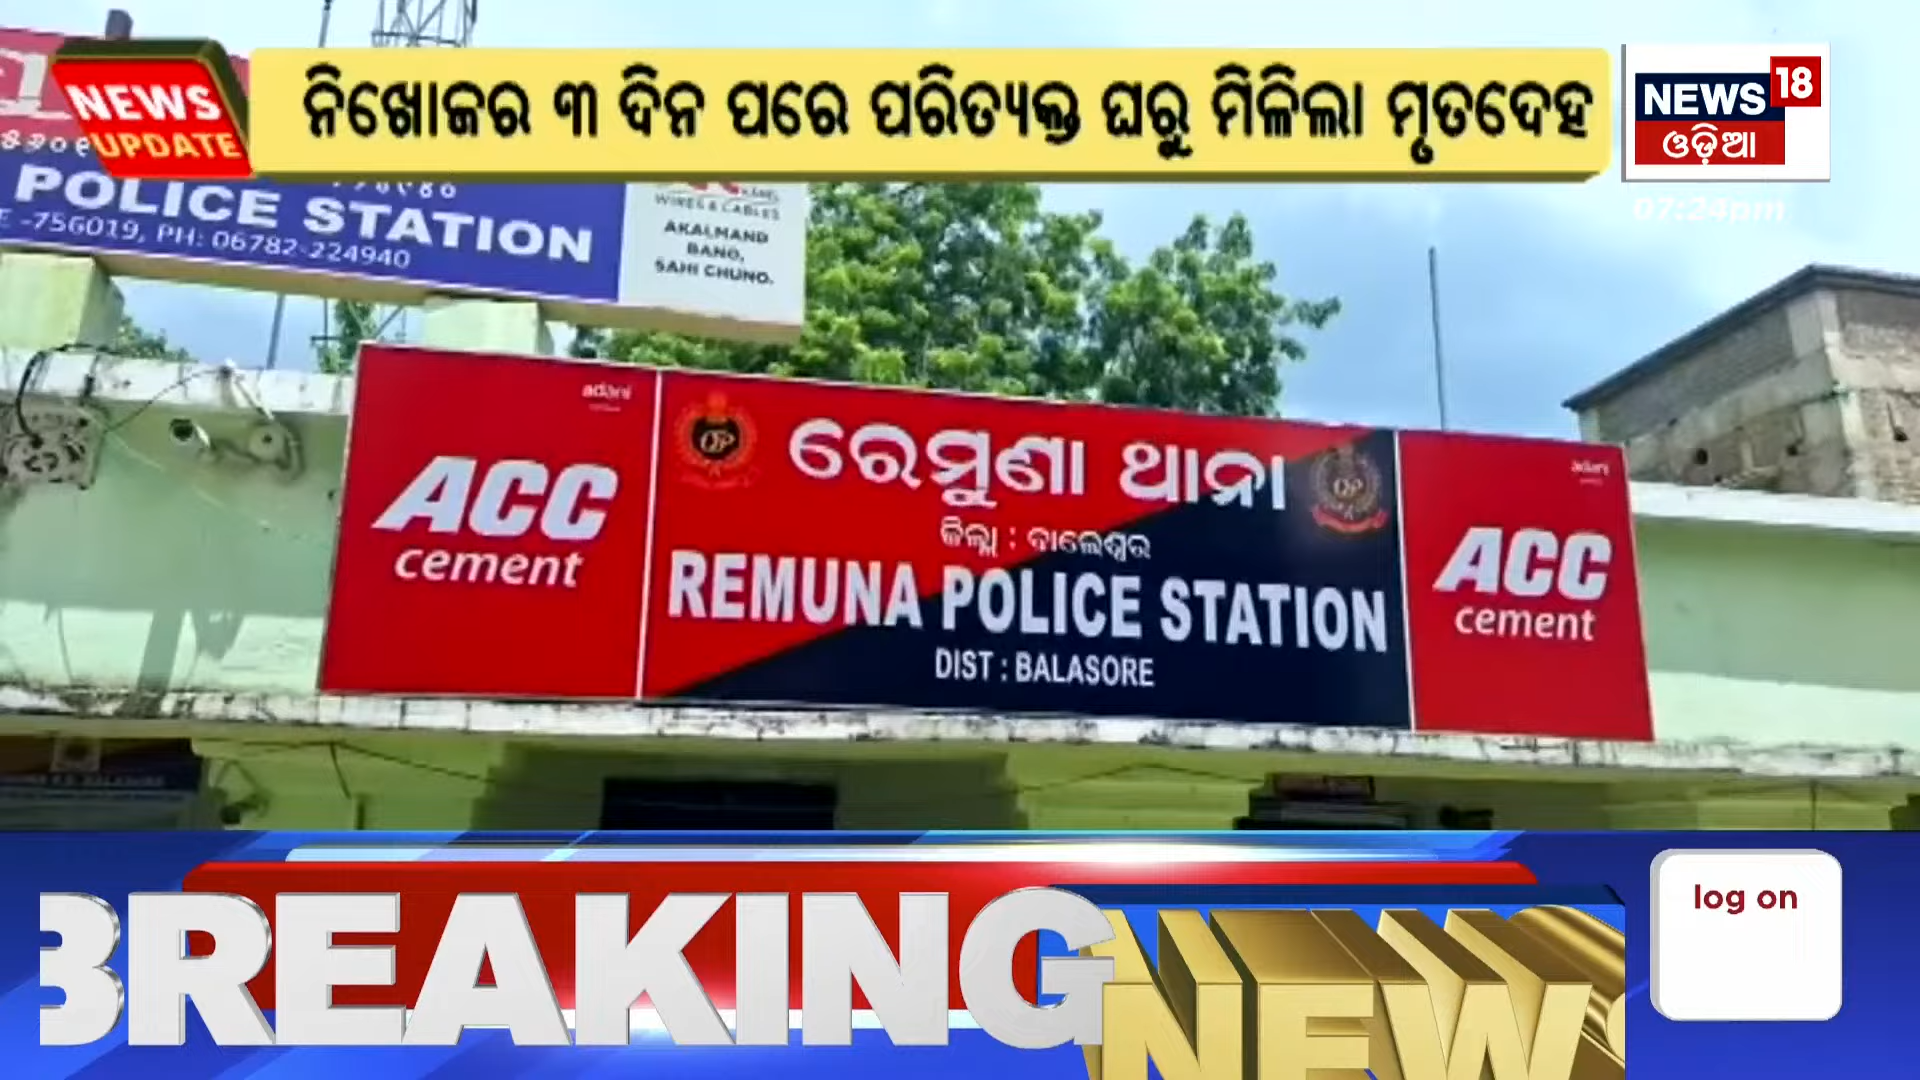 NEWS
UPDATE
ନିଖୋଜର ୩ ଦିନ ପରେ ପରିତ୍ୟକ୍ତ ଘରୁ ମିଳିଲା ମୃତଦେହ
NEWS 18
ଓଡ଼ିଆ
07:24pm
POLICE STATION
-756019, PH: 06782-224940
WIRES & CABLES
AKALMAND
BANO,
SAHI CHUNO.
adani
ACC
cement
ରେମୁଣା ଥାନା
ଜିଲ୍ଲା : ବାଲେଶ୍ୱର
REMUNA POLICE STATION
DIST : BALASORE
adani
ACC
cement
BREAKING
NEWS
log on